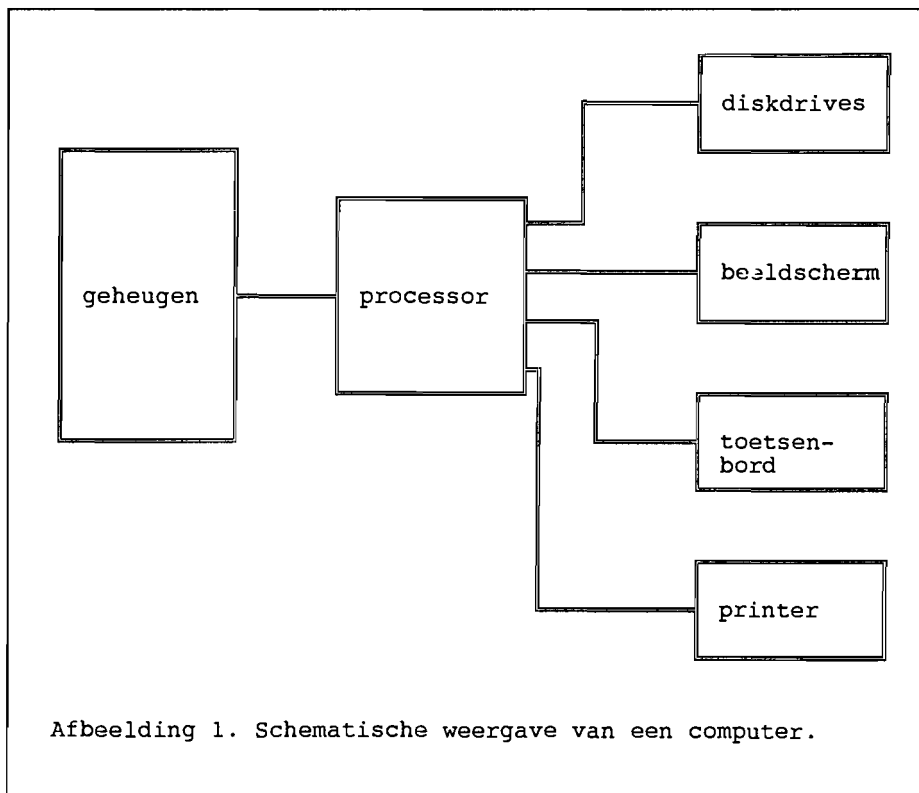 diskdrives
geheugen
processor
beeldscherm
toetsen-
bord
printer
Afbeelding 1. Schematische weergave van een computer.